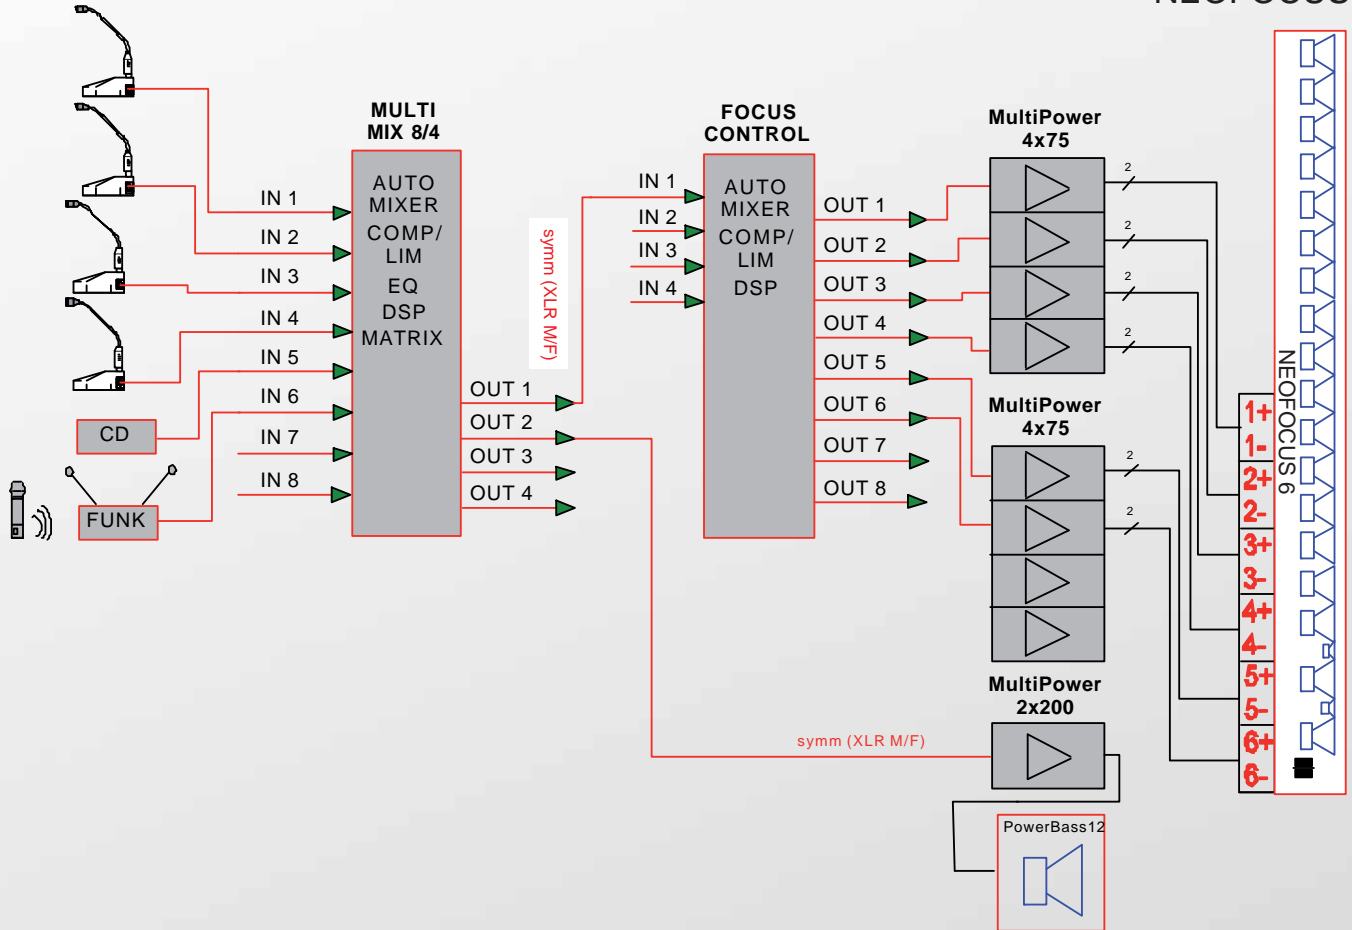 MULTI
MIX 8/4
AUTO
MIXER
COMP/
LIM
EQ
DSP
MATRIX
IN 1
IN 2
IN 3
IN 4
IN 5
IN 6
IN 7
IN 8
CD
FUNK
OUT 1
OUT 2
OUT 3
OUT 4
symm (XLR M/F)
FOCUS
CONTROL
IN 1
IN 2
IN 3
IN 4
AUTO
MIXER
COMP/
LIM
DSP
OUT 1
OUT 2
OUT 3
OUT 4
OUT 5
OUT 6
OUT 7
OUT 8
MultiPower
4x75
2
2
2
2
MultiPower
4x75
2
2
MultiPower
2x200
symm (XLR M/F)
PowerBass12
NEOFOCUS 6
1+
1-
2+
2-
3+
3-
4+
4-
5+
5-
6+
6-